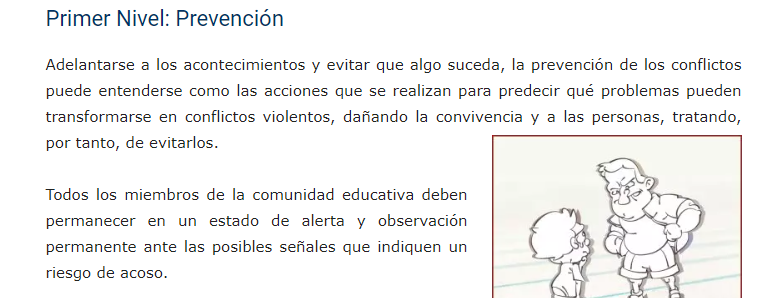 Primer Nivel: Prevención
Adelantarse a los acontecimientos y evitar que algo suceda, la prevención de los conflictos
puede entenderse como las acciones que se realizan para predecir qué problemas pueden
transformarse en conflictos violentos, dañando la convivencia y a las personas, tratando,
por tanto, de evitarlos.
Todos los miembros de la comunidad educativa deben
permanecer en un estado de alerta y observación
permanente ante las posibles señales que indiquen un
riesgo de acoso.